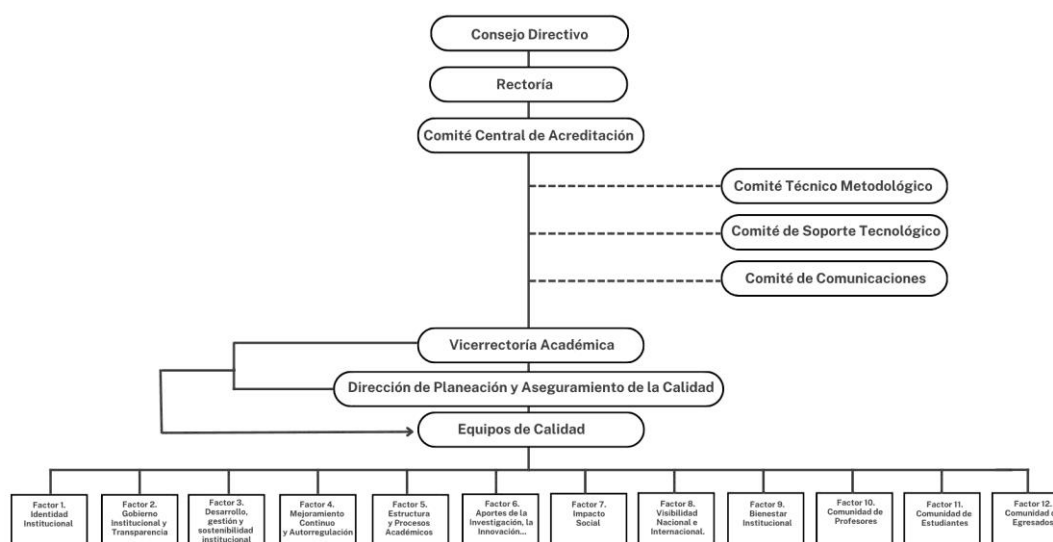 Consejo Directivo
Rectoría
Comité Central de Acreditación
Comité Técnico Metodológico
Comité de Soporte Tecnológico
Comité de Comunicaciones
Vicerrectoría Académica
Dirección de Planeación y Aseguramiento de la Calidad
Equipos de Calidad
Factor 1.
Identidad
Institucional
Factor 2.
Gobierno
Institucional y
Transparencia
Factor 3.
Desarrollo,
gestión y
sostenibilidad
institucional
Factor 4.
Mejoramiento
Continuo
y Autorregulación
Factor 5.
Estructura
y Procesos
Académicos
Factor 6.
Aportes de la
Investigación, la
Innovación...
Factor 7.
Impacto
Social
Factor 8.
Visibilidad
Nacional e
Internacional.
Factor 9.
Bienestar
Institucional
Factor 10.
Comunidad de
Profesores
Factor 11.
Comunidad de
Estudiantes
Factor 12.
Comunidad de
Egresados